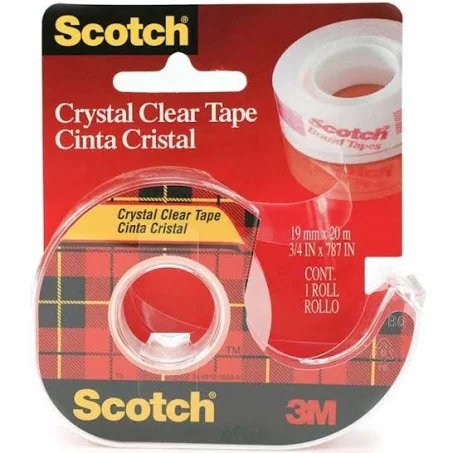 Scotch
Crystal Clear Tape
Cinta Cristal
Scotch
Brand Tapes
Crystal Clear Tape
Cinta Cristal
19 mm x 20 m
3/4 IN x 787 IN
CONT.
1 ROLL
ROLLO
TM
Scotch
3M